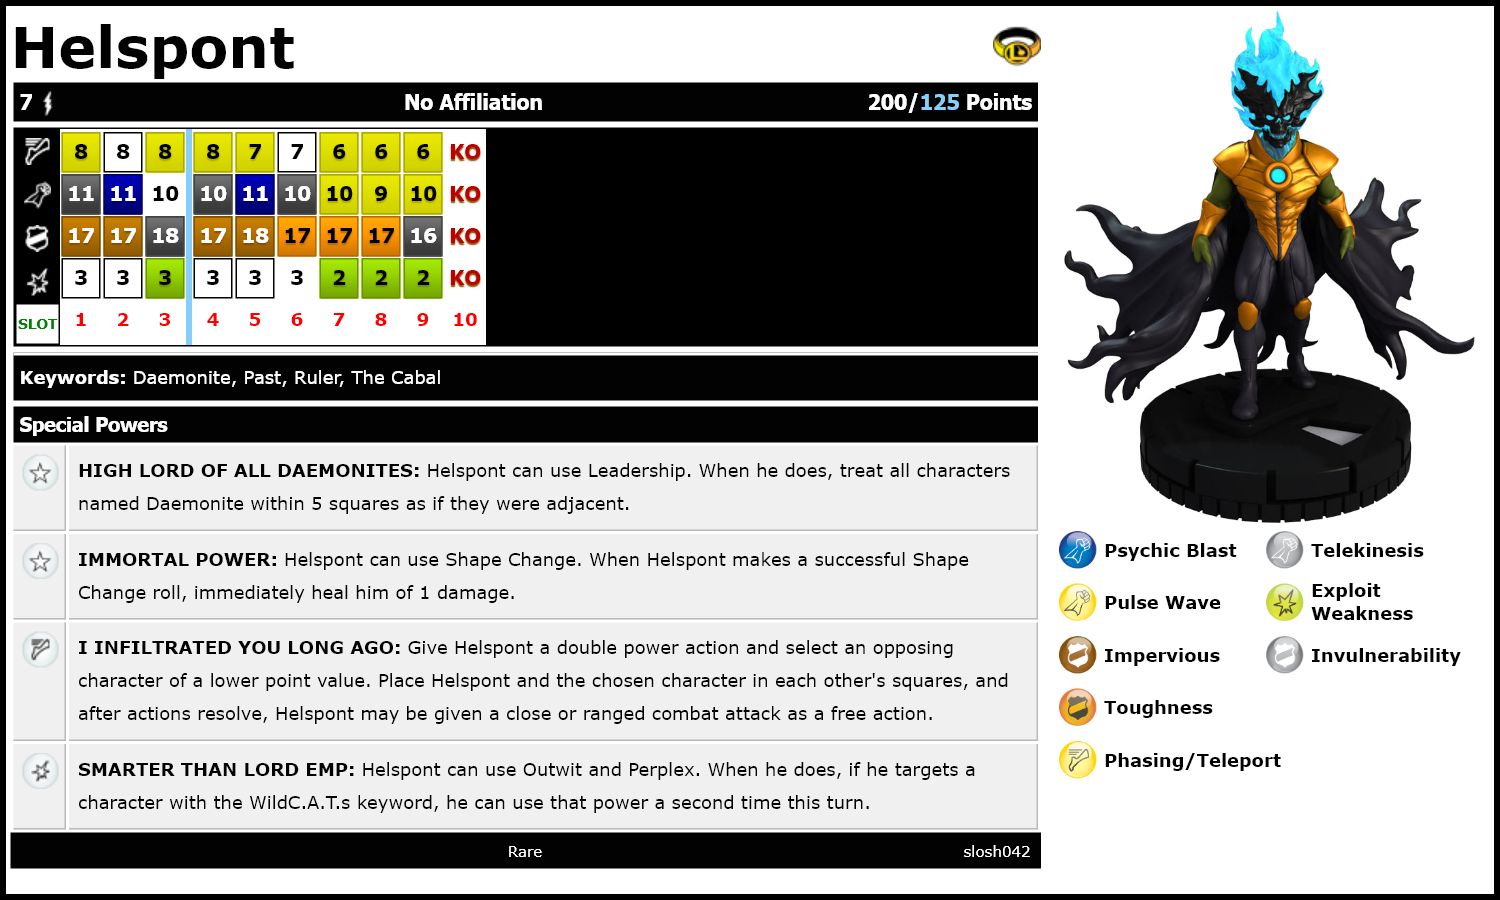 Helspont
7 No Affiliation 200/125 Points
8 8 8 8 7 7 6 6 6 KO
11 11 10 10 11 10 10 9 10 KO
17 17 18 17 18 17 17 17 16 KO
3 3 3 3 3 3 2 2 2 KO
SLOT 1 2 3 4 5 6 7 8 9 10
Keywords: Daemonite, Past, Ruler, The Cabal
Special Powers
HIGH LORD OF ALL DAEMONITES: Helspont can use Leadership. When he does, treat all characters
named Daemonite within 5 squares as if they were adjacent.
IMMORTAL POWER: Helspont can use Shape Change. When Helspont makes a successful Shape
Change roll, immediately heal him of 1 damage.
I INFILTRATED YOU LONG AGO: Give Helspont a double power action and select an opposing
character of a lower point value. Place Helspont and the chosen character in each other's squares, and
after actions resolve, Helspont may be given a close or ranged combat attack as a free action.
SMARTER THAN LORD EMP: Helspont can use Outwit and Perplex. When he does, if he targets a
character with the WildC.A.T.s keyword, he can use that power a second time this turn.
Rare slosh042
Psychic Blast Telekinesis
Pulse Wave Exploit
Weakness
Impervious Invulnerability
Toughness
Phasing/Teleport